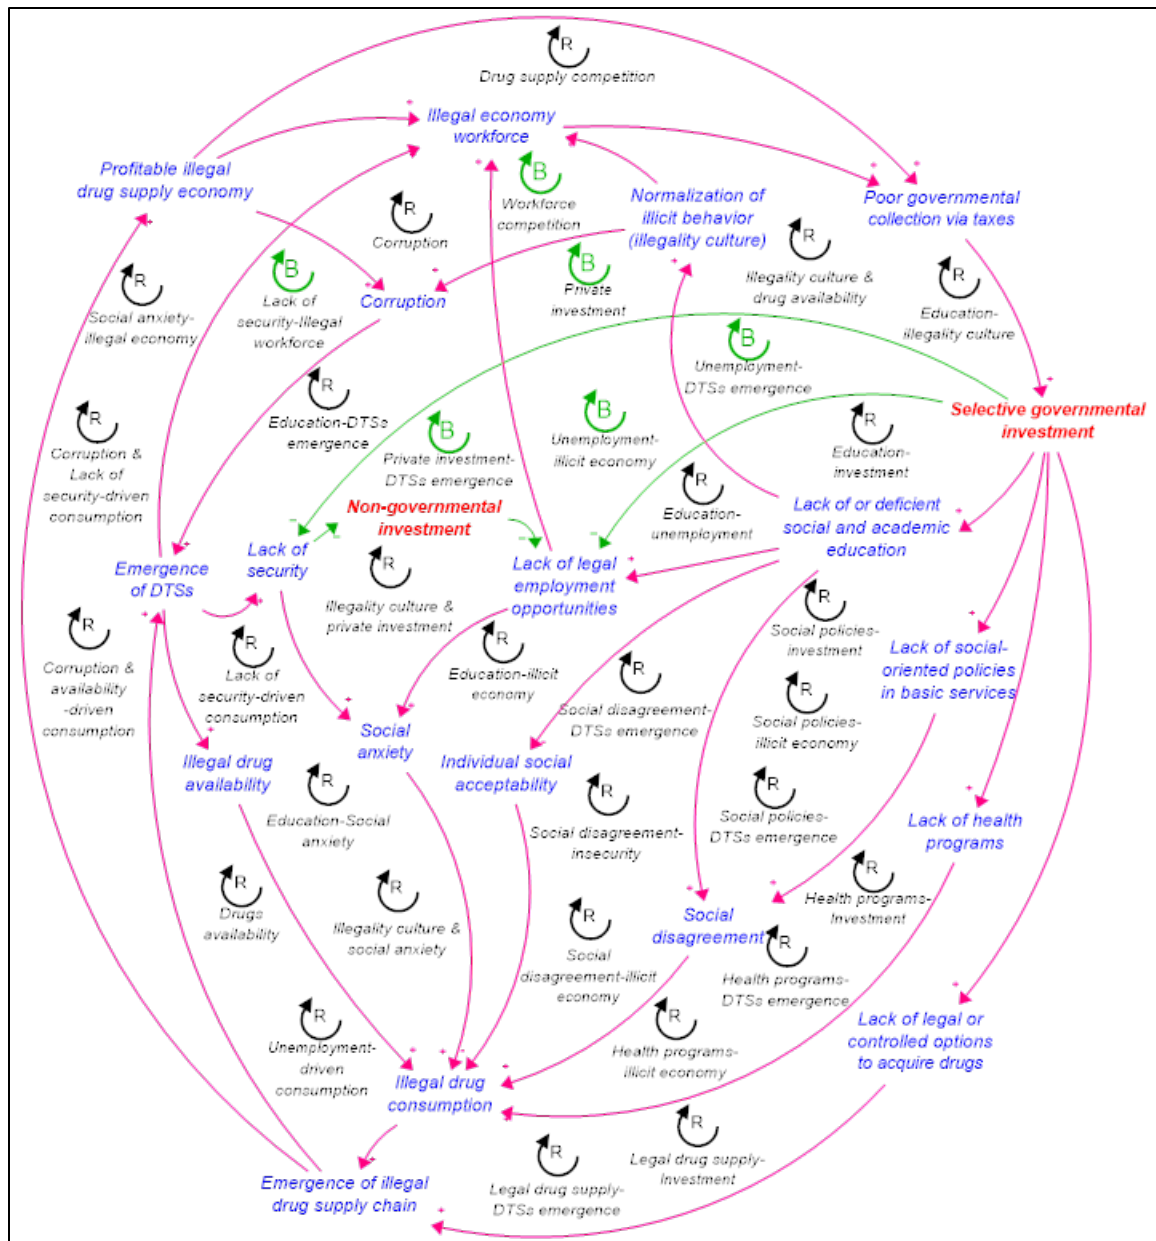 R
Drug supply competition
Illegal economy
workforce
Profitable illegal
drug supply economy
R
Corruption
B
Workforce
competition
Normalization of
illicit behavior
(illegality culture)
Poor governmental
collection via taxes
R
Illegality culture &
drug availability
R
Social anxiety-
illegal economy
B
Lack of
security-Illegal
workforce
Corruption
B
Private
investment
R
Education-
illegality culture
B
Unemployment-
DTSs emergence
R
Education-DTSs
emergence
Selective governmental
investment
R
Corruption &
Lack of
security-driven
consumption
B
Private investment-
DTSs emergence
B
Unemployment-
illicit economy
R
Education-
investment
Non-governmental
investment
R
Education-
unemployment
Lack of or deficient
social and academic
education
Emergence
of DTSs
Lack of
security
Lack of legal
employment
opportunities
R
Illegality culture &
private investment
R
Social policies-
investment
Lack of social-
oriented policies
in basic services
R
Corruption &
availability
-driven
consumption
R
Lack of
security-driven
consumption
R
Education-illicit
economy
R
Social disagreement-
DTSs emergence
R
Social policies-
illicit economy
Illegal drug
availability
Social
anxiety
Individual social
acceptability
R
Education-Social
anxiety
R
Social disagreement-
insecurity
R
Social policies-
DTSs emergence
Lack of health
programs
R
Drugs
availability
R
Illegality culture &
social anxiety
R
Social
disagreement-illicit
economy
Social
disagreement
R
Health programs-
Investment
R
Health programs-
DTSs emergence
R
Unemployment-
driven
consumption
Illegal drug
consumption
R
Health programs-
illicit economy
Lack of legal or
controlled options
to acquire drugs
Emergence of illegal
drug supply chain
R
Legal drug supply-
DTSs emergence
R
Legal drug supply-
Investment